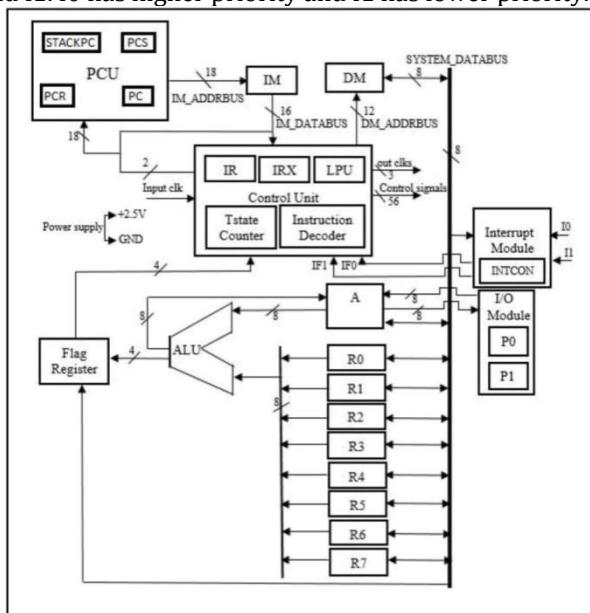 STACKPC
PCS
PCU
PCR
PC
18
IM_ADDRBUS
IM
DM
SYSTEM_DATABUS
8
16
IM_DATABUS
12
DM_ADDRBUS
18
2
8
IR
IRX
LPU
out clks
3
Input clk
Control Unit
Control signals
56
Power supply
+2.5V
GND
Tstate
Counter
Instruction
Decoder
Interrupt
Module
INTCON
I0
I1
IF1
IF0
4
A
8
8
I/O
Module
P0
P1
8
8
Flag
Register
4
ALU
8
R0
R1
R2
R3
R4
R5
R6
R7